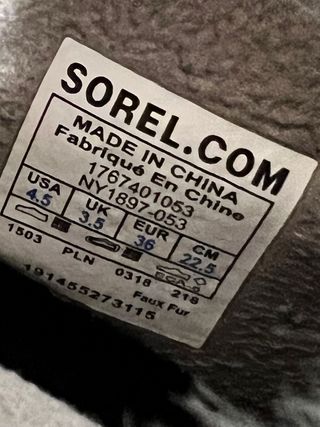 SOREL.COM
MADE IN CHINA
Fabriqué En Chine
1767401053
NY1897-053
USA UK EUR CM
4.5 3.5 36 22.5
1503 PLN 0318 218
191455273115 Faux Fur